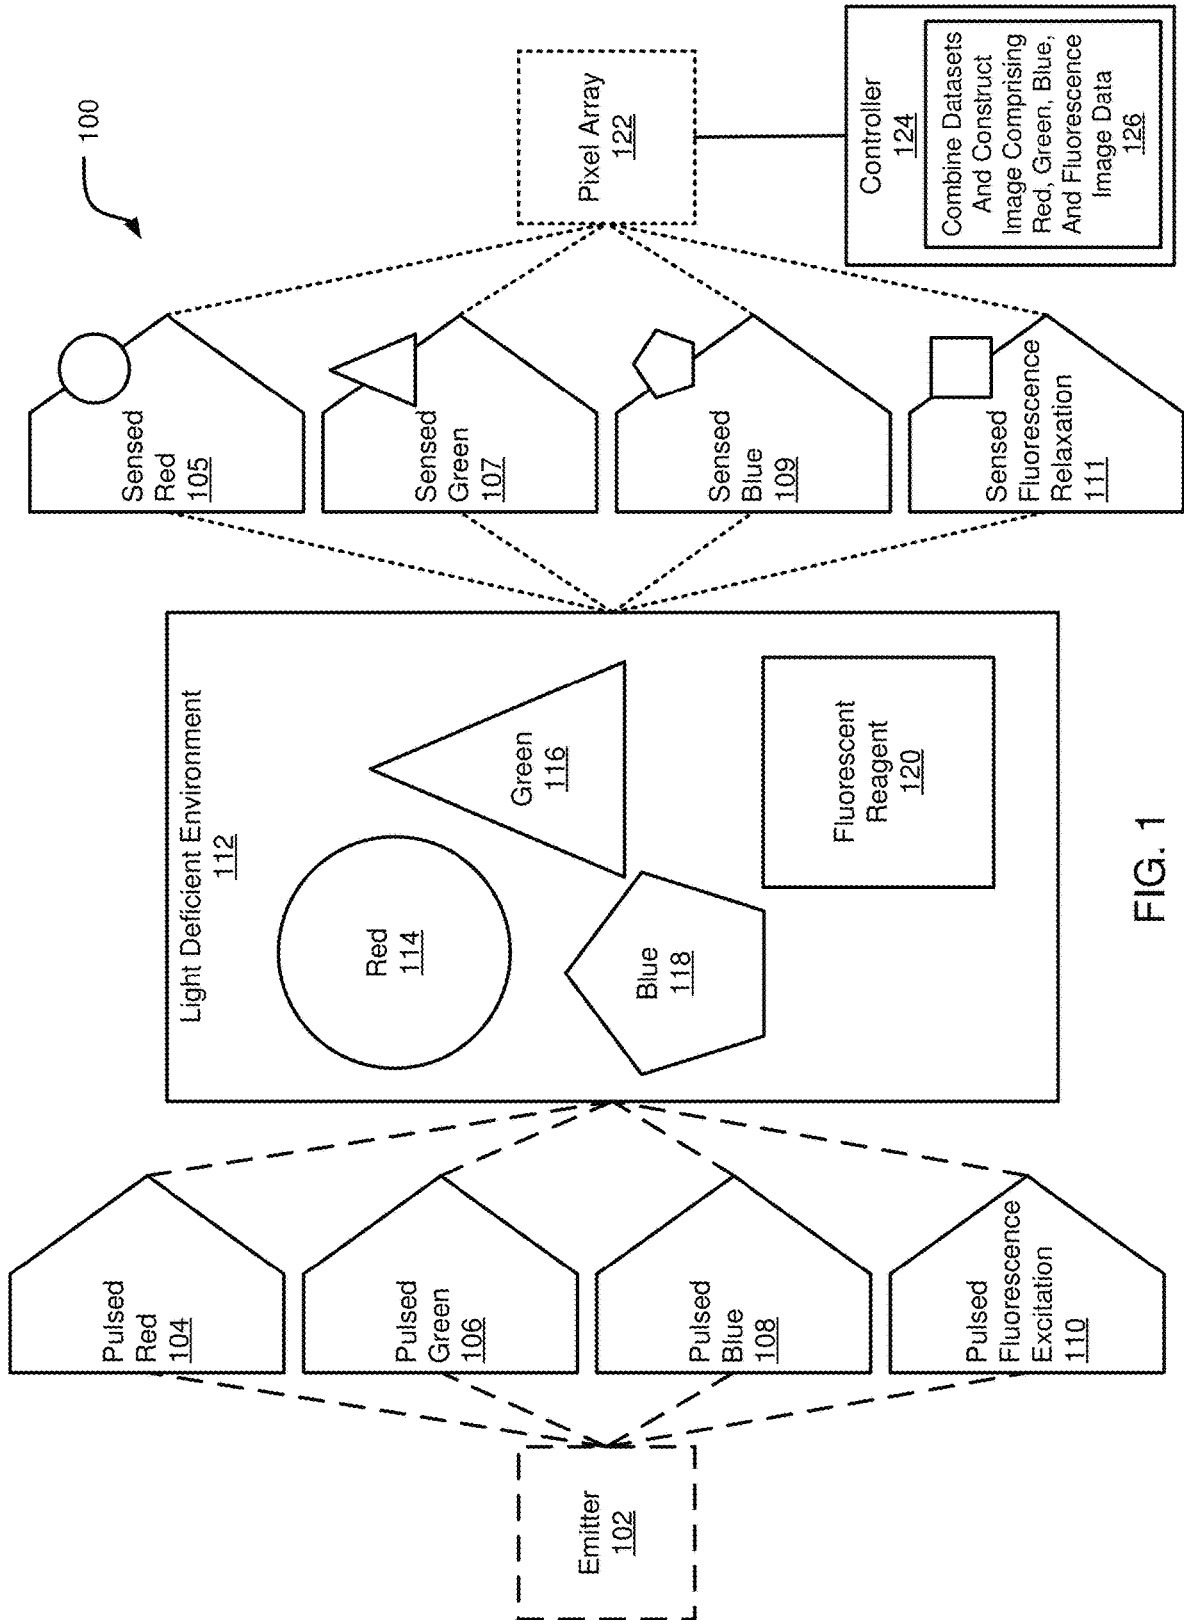 100
Emitter
102
Pulsed
Red
104
Pulsed
Green
106
Pulsed
Blue
108
Pulsed
Fluorescence
Excitation
110
Light Deficient Environment
112
Red
114
Green
116
Blue
118
Fluorescent
Reagent
120
Sensed
Red
105
Sensed
Green
107
Sensed
Blue
109
Sensed
Fluorescence
Relaxation
111
Pixel Array
122
Controller
124
Combine Datasets
And Construct
Image Comprising
Red, Green, Blue,
And Fluorescence
Image Data
126
FIG. 1